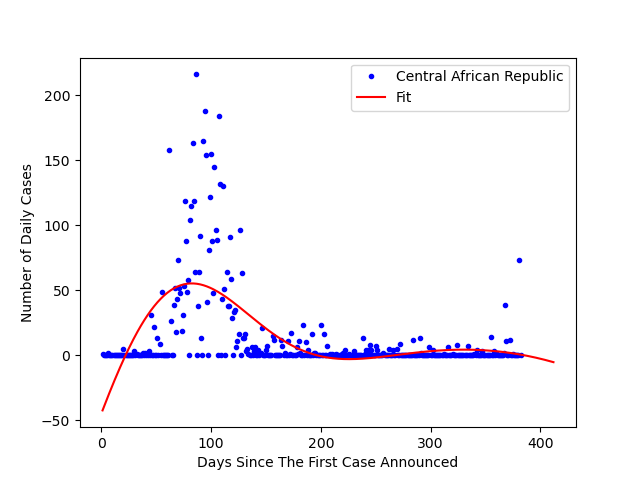 Central African Republic
Fit
Number of Daily Cases
200
150
100
50
0
−50
0 100 200 300 400
Days Since The First Case Announced